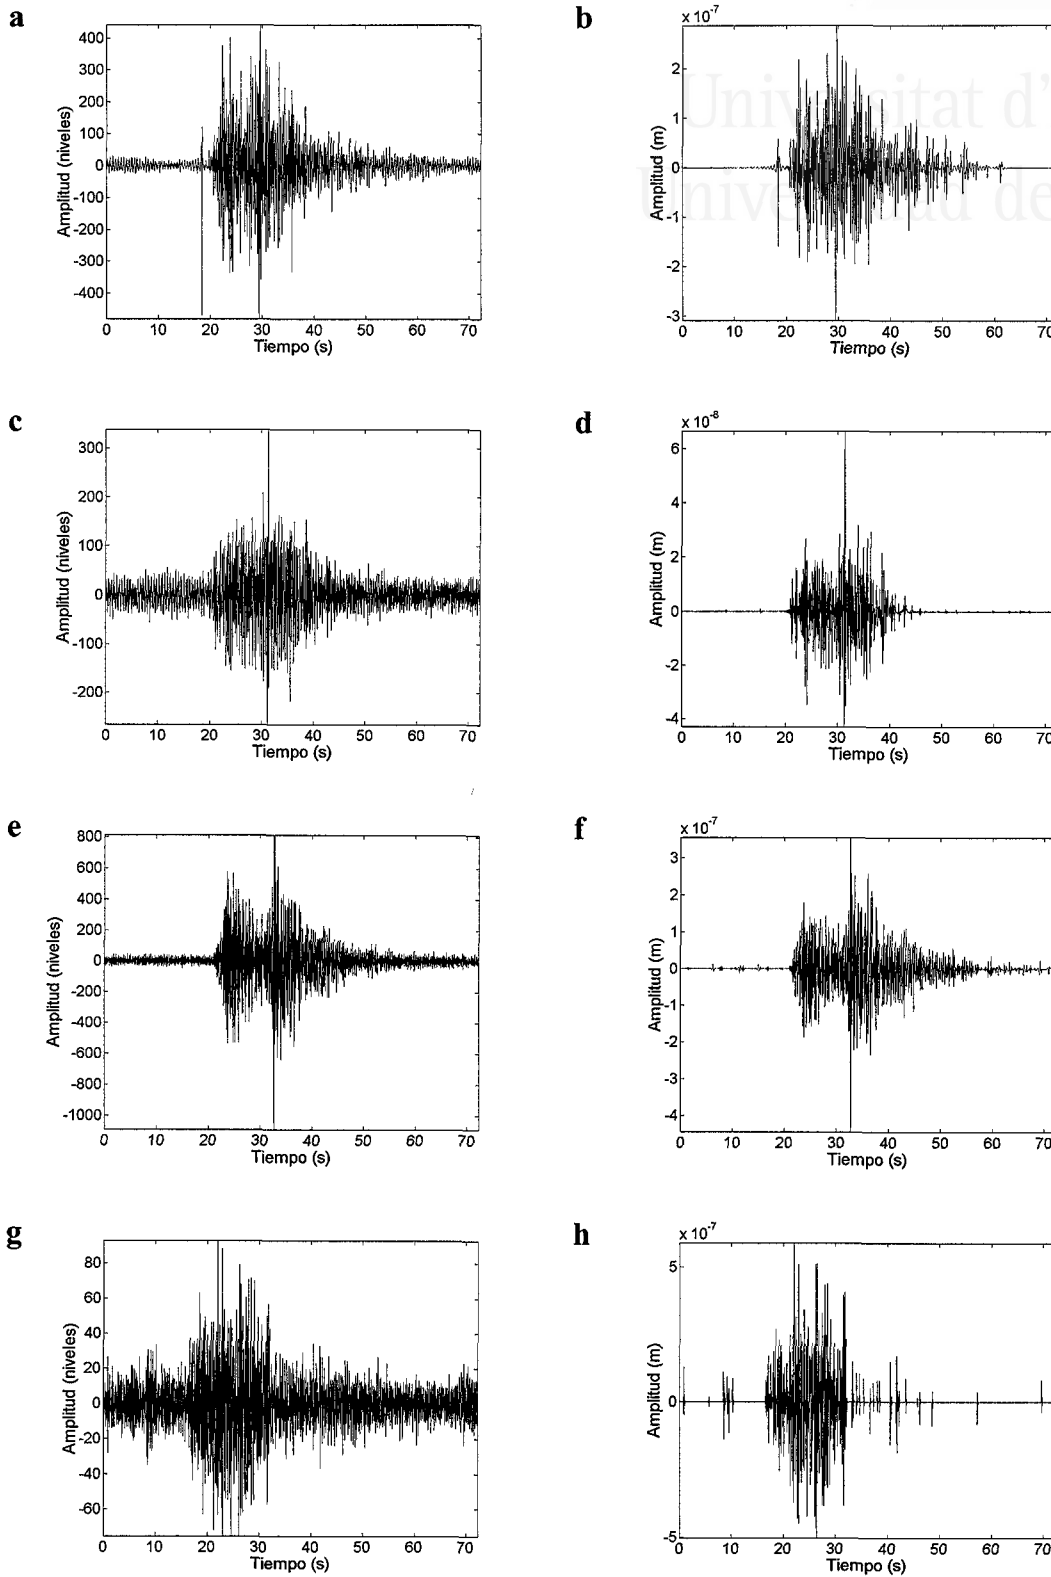 a
400
300
200
100
0
-100
-200
-300
-400
Amplitud (niveles)
0 10 20 30 40 50 60 70
Tiempo (s)
b
x 10-7
2
1
0
-1
-2
-3
Amplitud (m)
0 10 20 30 40 50 60 70
Tiempo (s)
Universitat d'
Universidad de
c
300
200
100
0
-100
-200
Amplitud (niveles)
0 10 20 30 40 50 60 70
Tiempo (s)
d
x 10-8
6
4
2
0
-2
-4
Amplitud (m)
0 10 20 30 40 50 60 70
Tiempo (s)
e
800
600
400
200
0
-200
-400
-600
-800
-1000
Amplitud (niveles)
0 10 20 30 40 50 60 70
Tiempo (s)
f
x 10-7
3
2
1
0
-1
-2
-3
-4
Amplitud (m)
0 10 20 30 40 50 60 70
Tiempo (s)
g
80
60
40
20
0
-20
-40
-60
Amplitud (niveles)
0 10 20 30 40 50 60 70
Tiempo (s)
h
x 10-7
5
0
-5
Amplitud (m)
0 10 20 30 40 50 60 70
Tiempo (s)